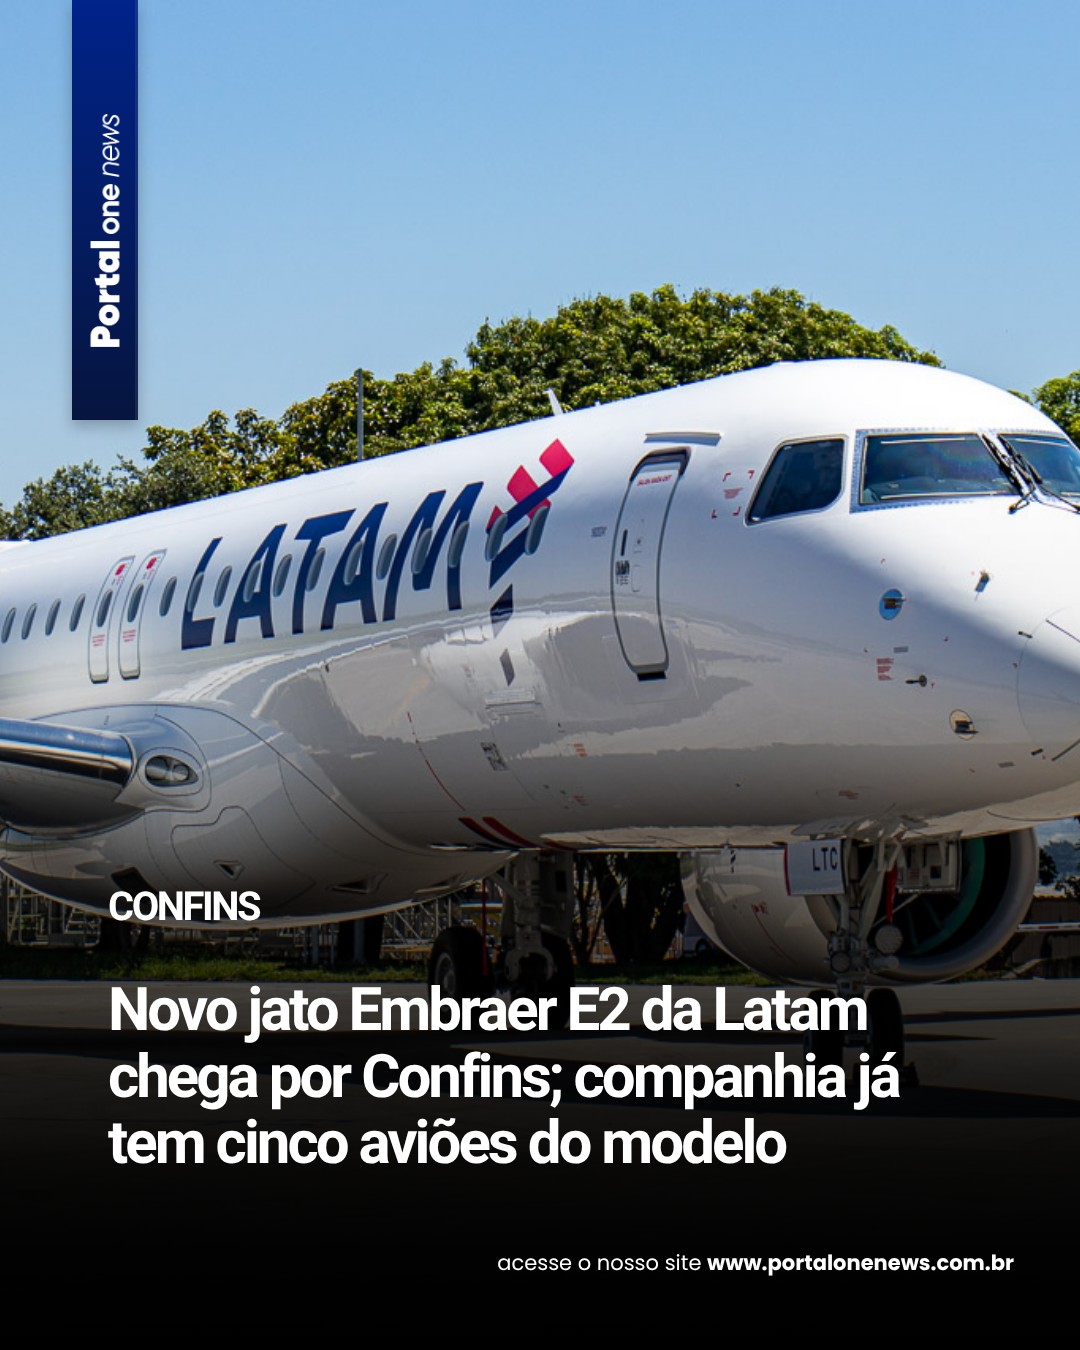 Portal one news
LATAM
LTC
CONFINS
Novo jato Embraer E2 da Latam
chega por Confins; companhia já
tem cinco aviões do modelo
acesse o nosso site www.portalonenews.com.br